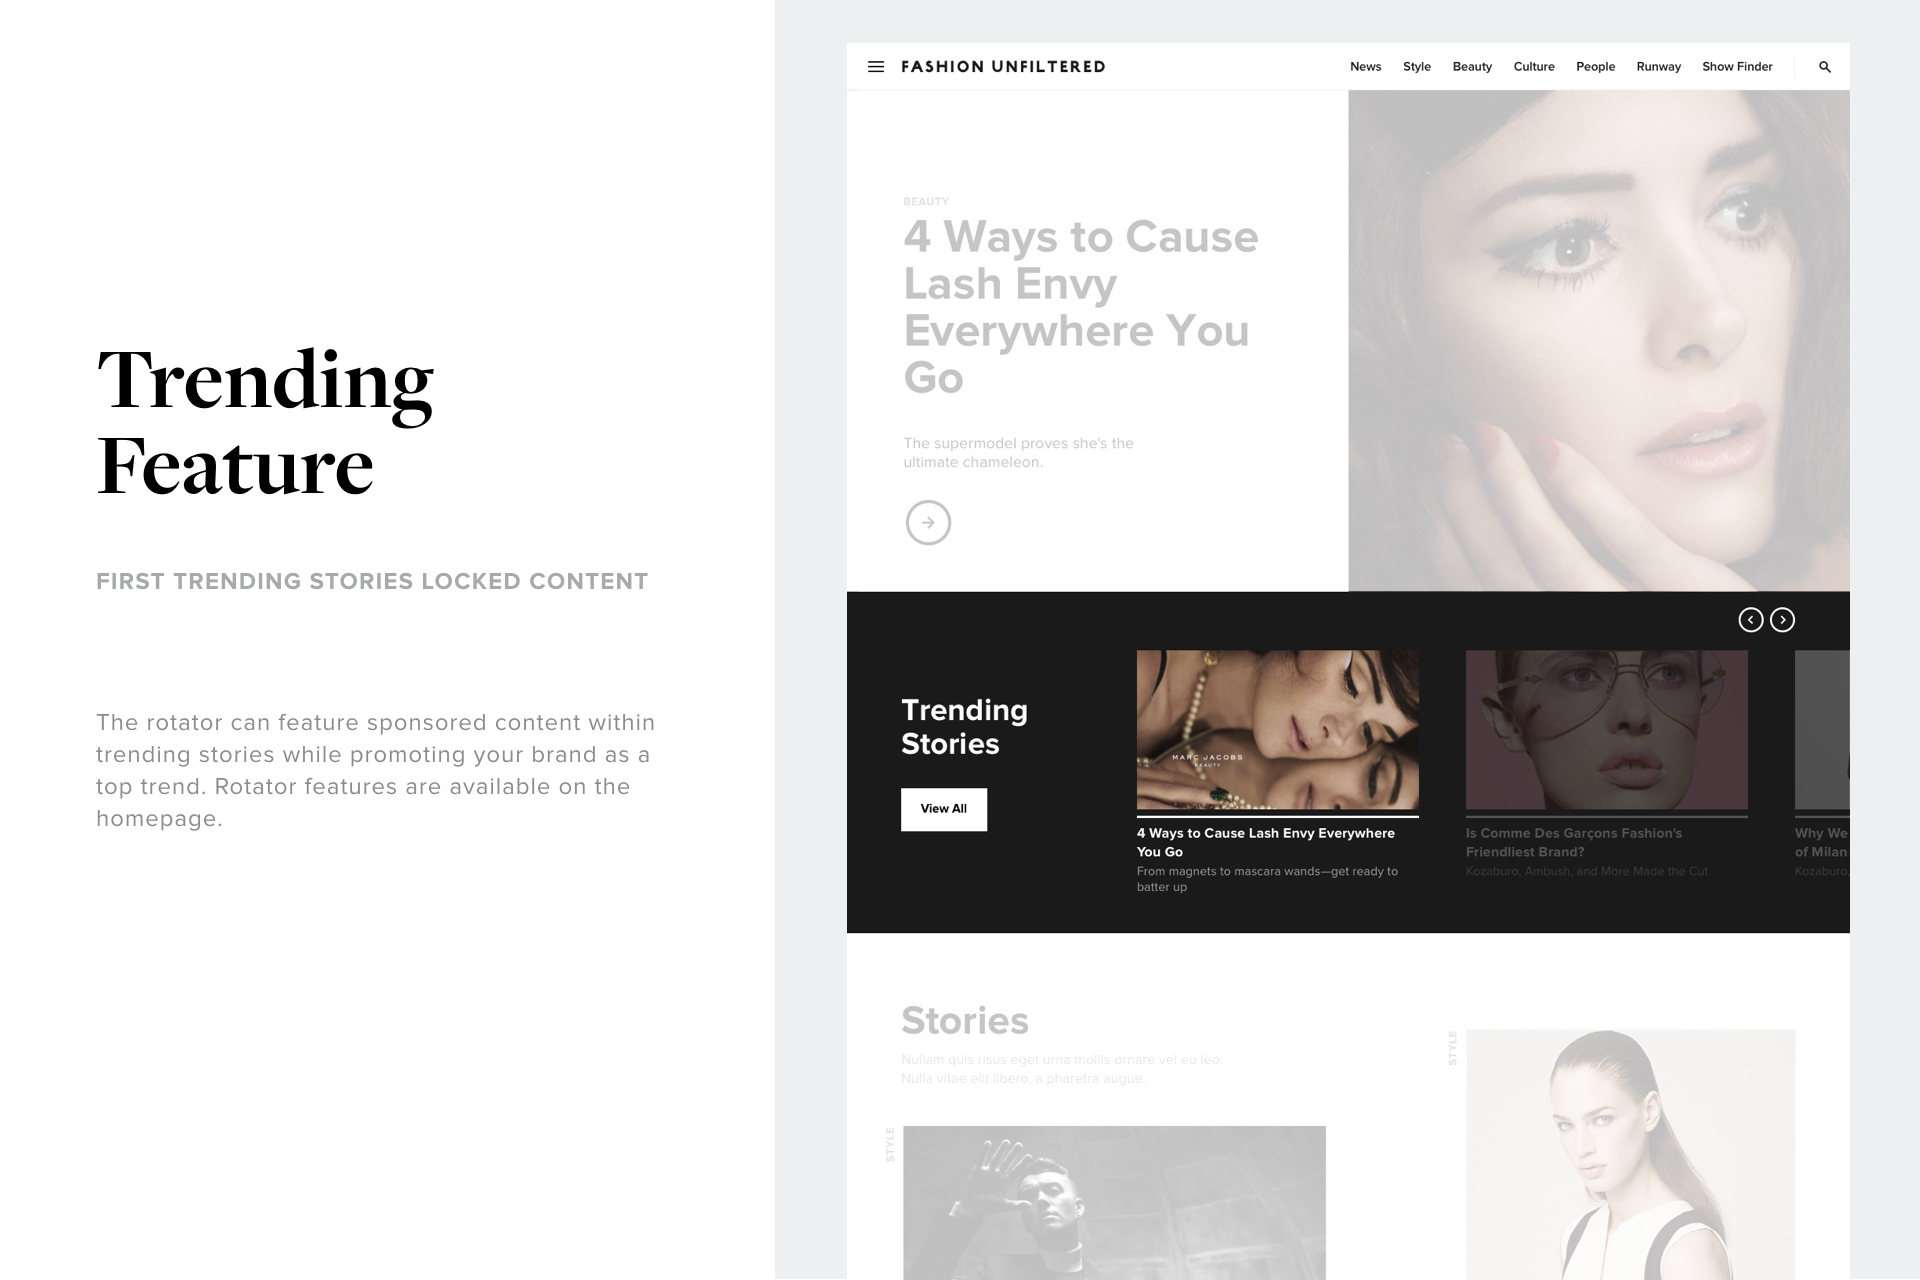 Trending
Feature
FIRST TRENDING STORIES LOCKED CONTENT
The rotator can feature sponsored content within
trending stories while promoting your brand as a
top trend. Rotator features are available on the
homepage.
FASHION UNFILTERED
News Style Beauty Culture People Runway Show Finder
BEAUTY
4 Ways to Cause
Lash Envy
Everywhere You
Go
The supermodel proves she's the
ultimate chameleon.
Trending
Stories
View All
MARC JACOBS
BEAUTY
4 Ways to Cause Lash Envy Everywhere
You Go
From magnets to mascara wands—get ready to
batter up
Is Comme Des Garçons Fashion's
Friendliest Brand?
Kozaburo, Ambush, and More Made the Cut
Why We
of Milan
Kozaburo,
Stories
Nullam quis risus eget urna mollis ornare vel eu leo.
Nulla vitae elit libero, a pharetra augue.
STYLE
STYLE